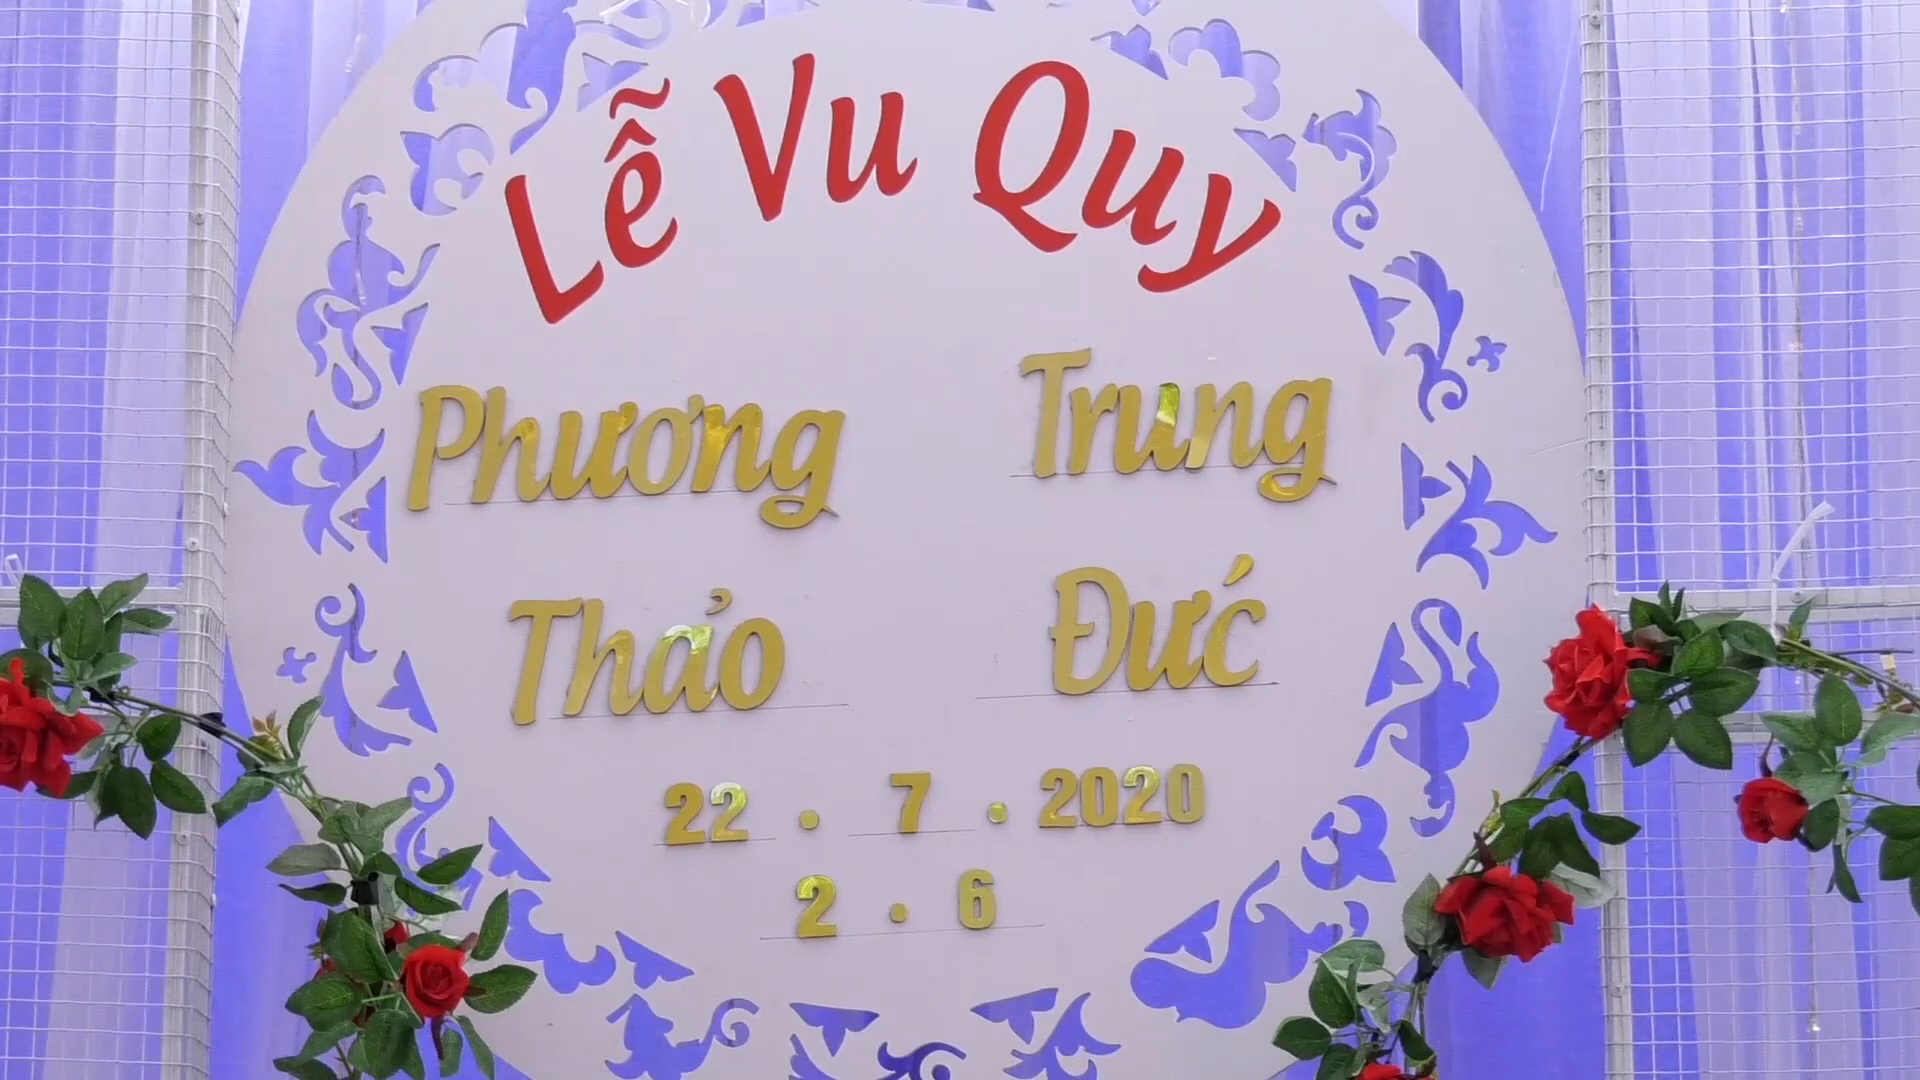 Lễ Vu Quy
Phương Trung
Thảo Đức
22 . 7 . 2020
2 . 6